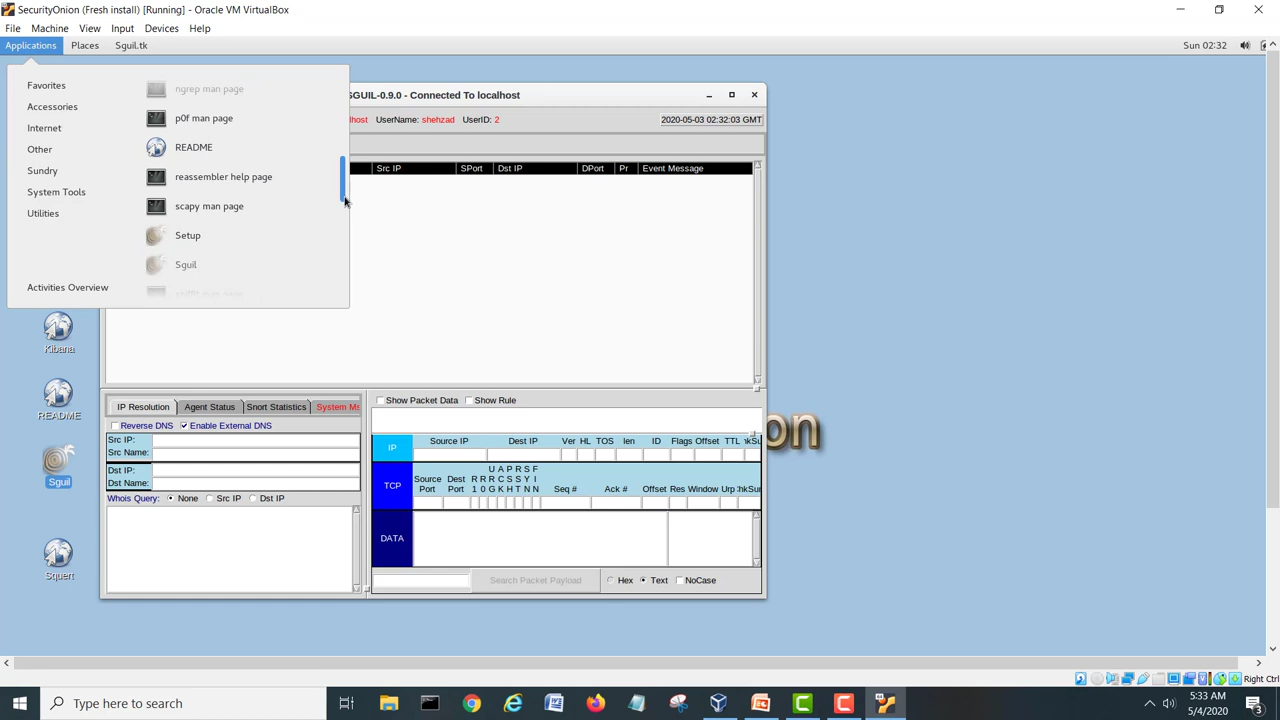 SecurityOnion (Fresh install) [Running] - Oracle VM VirtualBox
File Machine View Input Devices Help
Applications Places Sguil.tk Sun 02:32
Favorites
Accessories
Internet
Other
Sundry
System Tools
Utilities
Activities Overview
ngrep man page
p0f man page
README
reassembler help page
scapy man page
Setup
Sguil
SGUIL-0.9.0 - Connected To localhost
lhost UserName: shehzad UserID: 2 2020-05-03 02:32:03 GMT
Src IP SPort Dst IP DPort Pr Event Message
Kibana
README
Sguil
Squert
on
IP Resolution Agent Status Snort Statistics System Ms
Reverse DNS Enable External DNS
Src IP:
Src Name:
Dst IP:
Dst Name:
Whois Query: None Src IP Dst IP
Show Packet Data Show Rule
IP Source IP Dest IP Ver HL TOS len ID Flags Offset TTL
U A P R S F
Source Dest R R R C S S Y I
TCP Port Port 1 0 G K H T N N Seq # Ack # Offset Res Window Urp
DATA
Search Packet Payload Hex Text NoCase
Right Ctrl
Type here to search
5:33 AM
5/4/2020
3